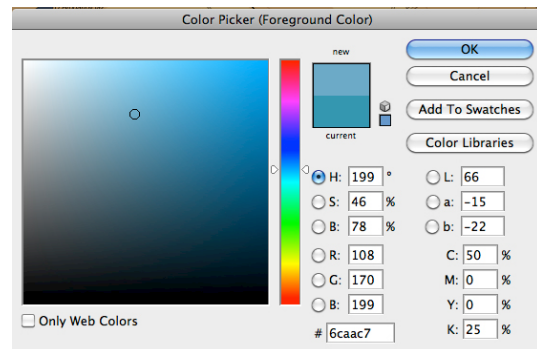 Color Picker (Foreground Color)
new
current
OK
Cancel
Add To Swatches
Color Libraries
H: 199 °
L: 66
S: 46 %
a: -15
B: 78 %
b: -22
R: 108
C: 50 %
G: 170
M: 0 %
B: 199
Y: 0 %
Only Web Colors
# 6caac7
K: 25 %